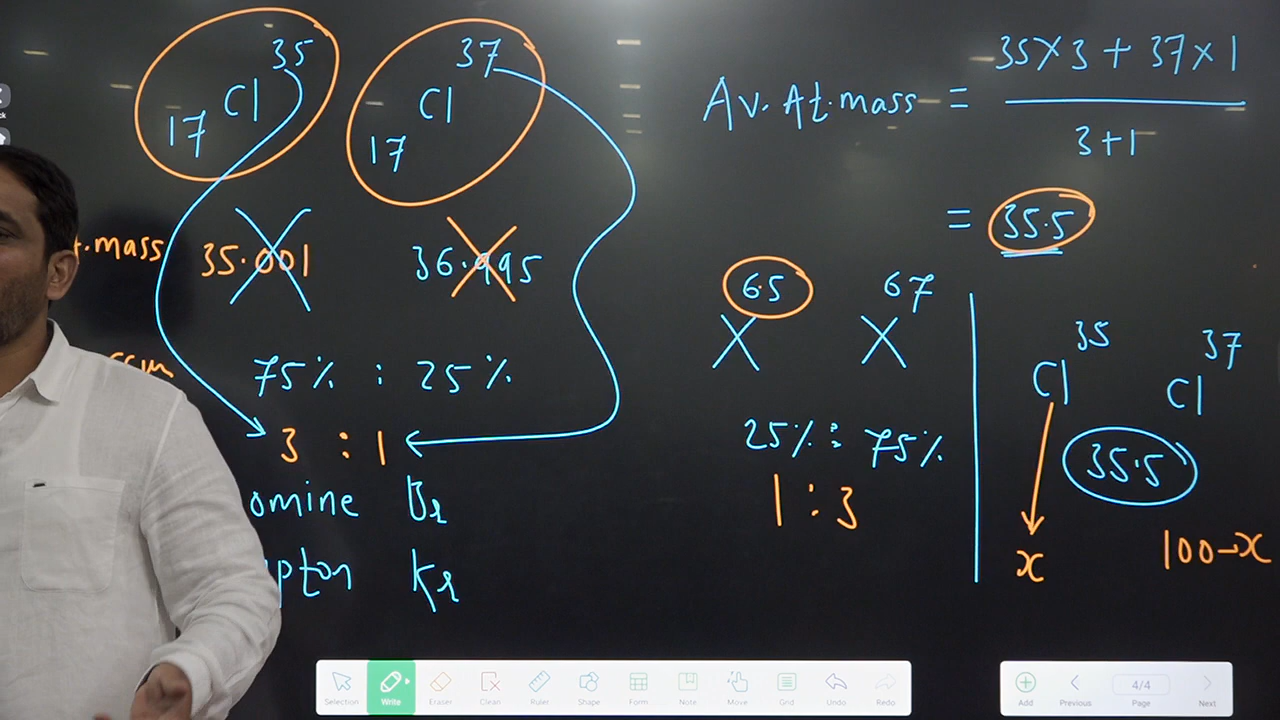 35 37
Cl Cl
17 17
Av. At. mass = 35×3 + 37×1
3+1
= 35.5
t. mass 35.001 36.995
75% : 25%
3 : 1
omine Br
pton Kr
65 67
X X
25% : 75%
1 : 3
35 37
Cl Cl
35.5
x 100-x
Selection Write Eraser Clean Ruler Shape Form Note Move Grid Undo Redo
4/4
Add Previous Page Next